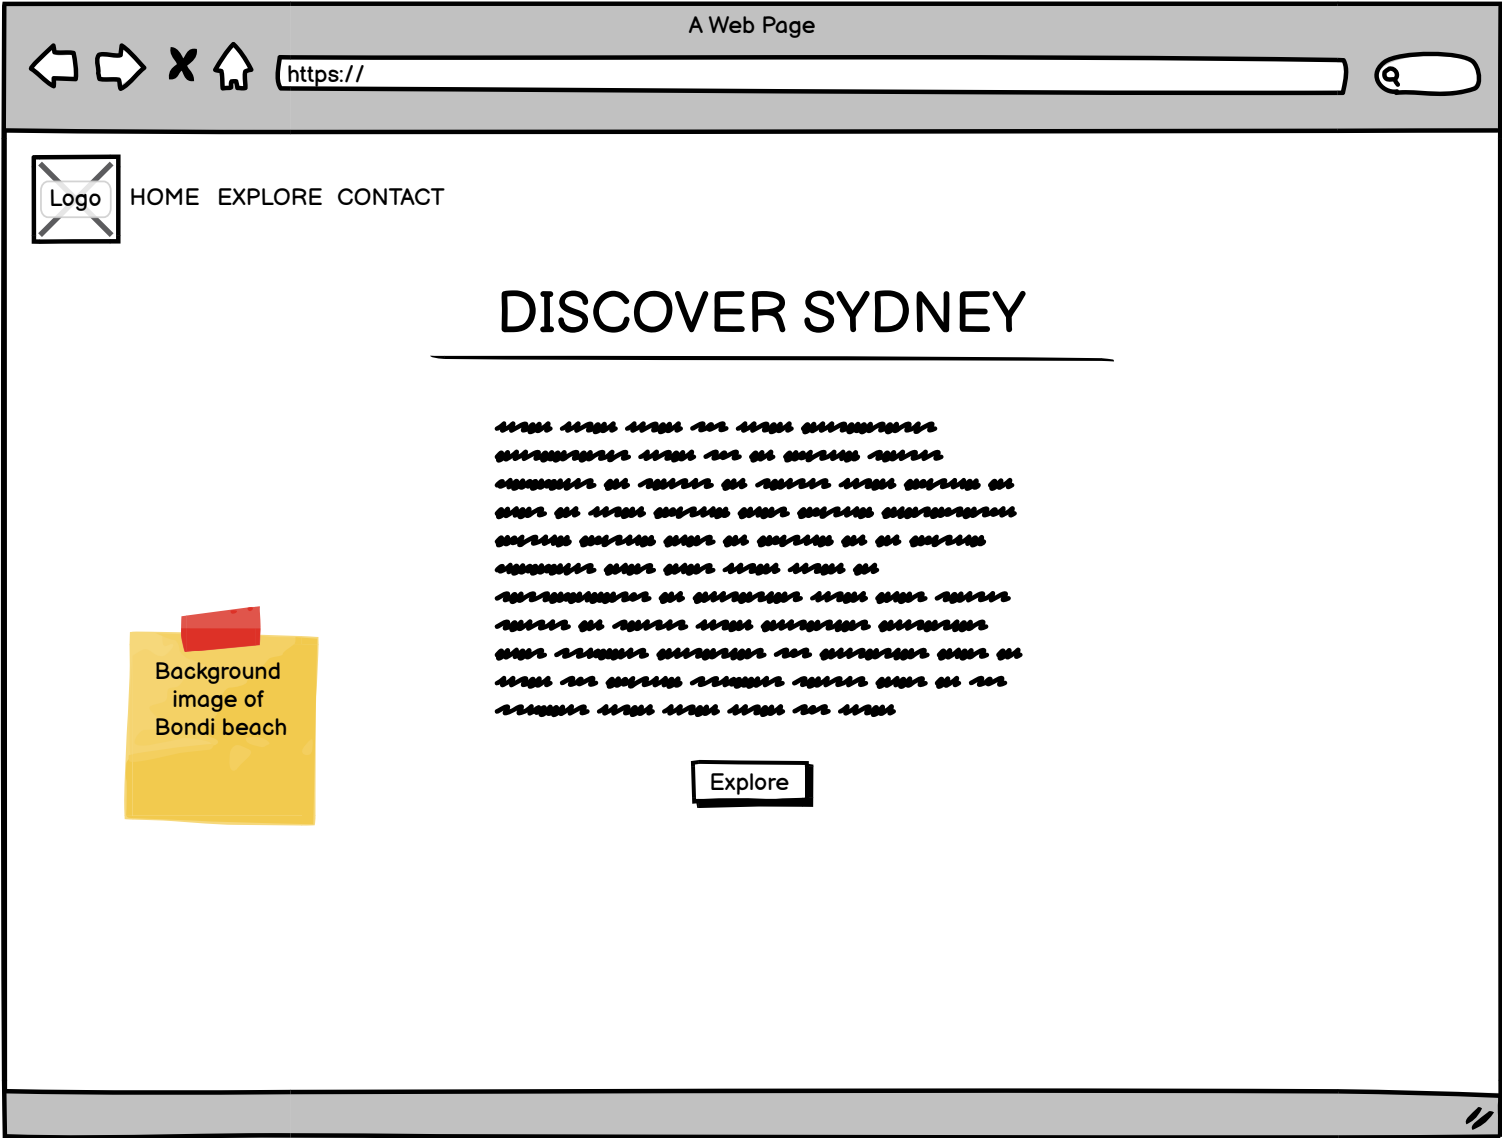 A Web Page
https://
Logo
HOME EXPLORE CONTACT
DISCOVER SYDNEY
Background
image of
Bondi beach
Explore